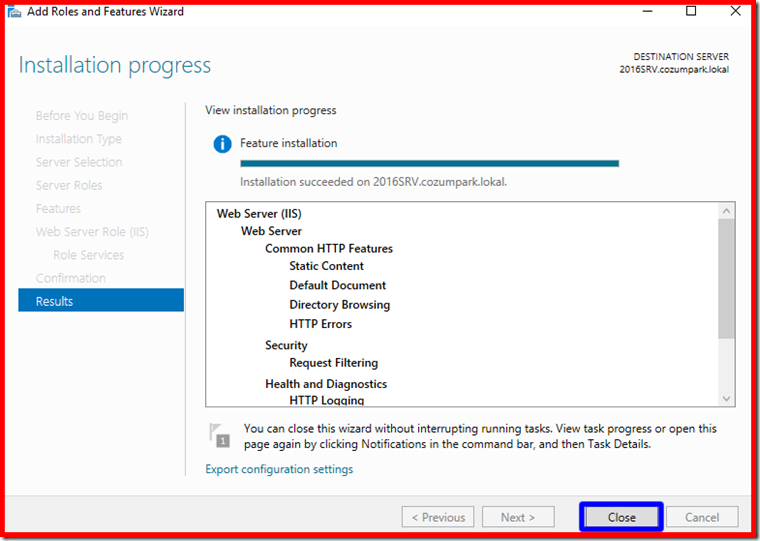 Add Roles and Features Wizard
Installation progress
DESTINATION SERVER
2016SRV.cozumpark.lokal
Before You Begin
Installation Type
Server Selection
Server Roles
Features
Web Server Role (IIS)
Role Services
Confirmation
Results
View installation progress
Feature installation
Installation succeeded on 2016SRV.cozumpark.lokal.
Web Server (IIS)
Web Server
Common HTTP Features
Static Content
Default Document
Directory Browsing
HTTP Errors
Security
Request Filtering
Health and Diagnostics
HTTP Logging
1
You can close this wizard without interrupting running tasks. View task progress or open this
page again by clicking Notifications in the command bar, and then Task Details.
Export configuration settings
< Previous
Next >
Close
Cancel